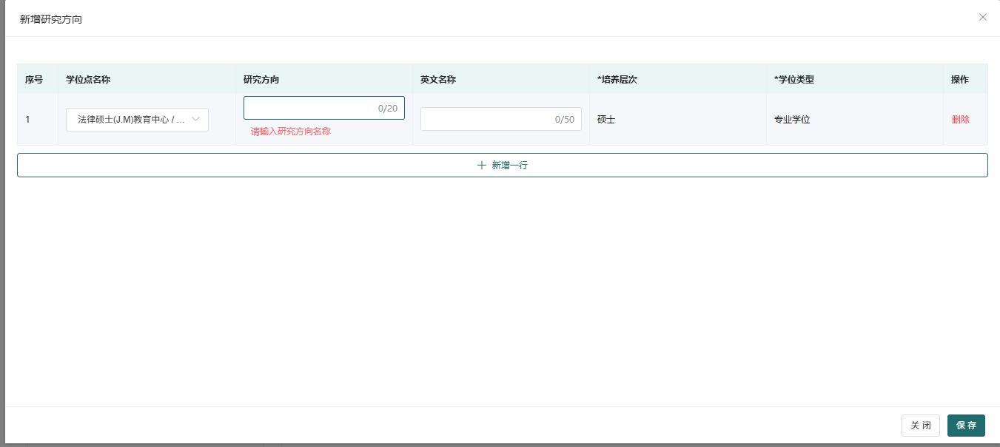 新增研究方向
序号 学位点名称 研究方向 英文名称 *培养层次 *学位类型 操作
1 法律硕士(J.M)教育中心 / ... 0/20 0/50 硕士 专业学位 删除
请输入研究方向名称
新增一行
关 闭 保 存